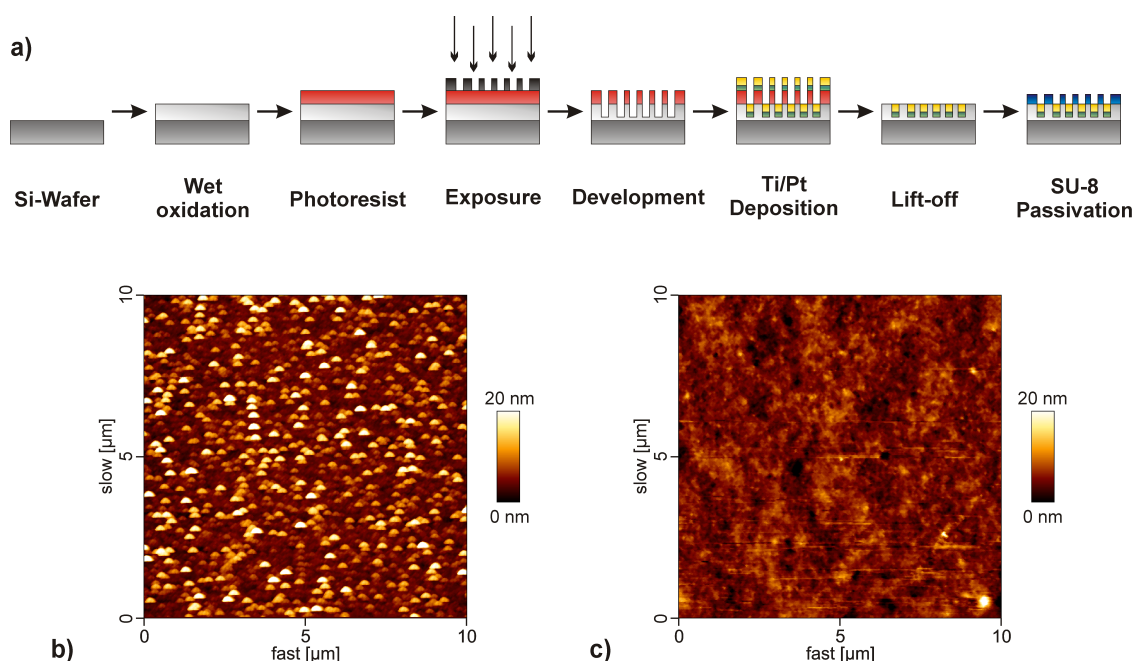 a)
Si-Wafer
Wet
oxidation
Photoresist
Exposure
Development
Ti/Pt
Deposition
Lift-off
SU-8
Passivation
10
5
0
slow [µm]
0
5
10
fast [µm]
20 nm
0 nm
b)
10
5
0
slow [µm]
0
5
10
fast [µm]
20 nm
0 nm
c)